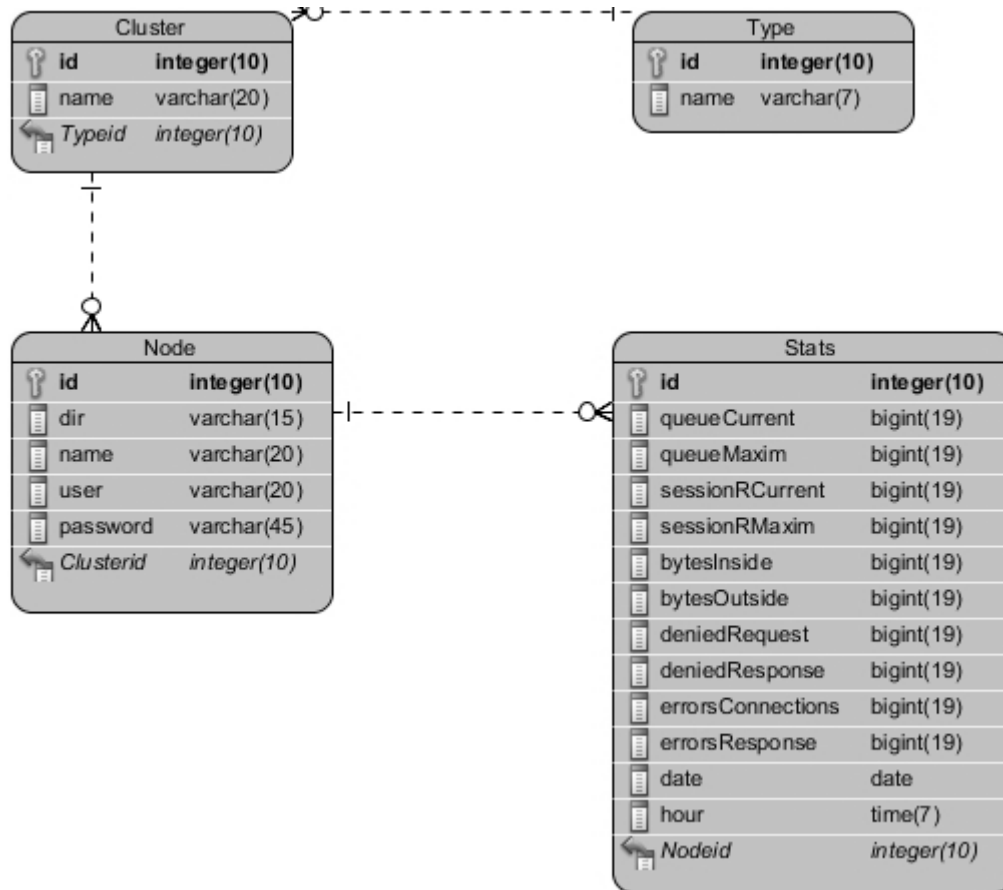 Cluster
id integer(10)
name varchar(20)
Typeid integer(10)
Type
id integer(10)
name varchar(7)
Node
id integer(10)
dir varchar(15)
name varchar(20)
user varchar(20)
password varchar(45)
Clusterid integer(10)
Stats
id integer(10)
queueCurrent bigint(19)
queueMaxim bigint(19)
sessionRCurrent bigint(19)
sessionRMaxim bigint(19)
bytesInside bigint(19)
bytesOutside bigint(19)
deniedRequest bigint(19)
deniedResponse bigint(19)
errorsConnections bigint(19)
errorsResponse bigint(19)
date date
hour time(7)
Nodeid integer(10)